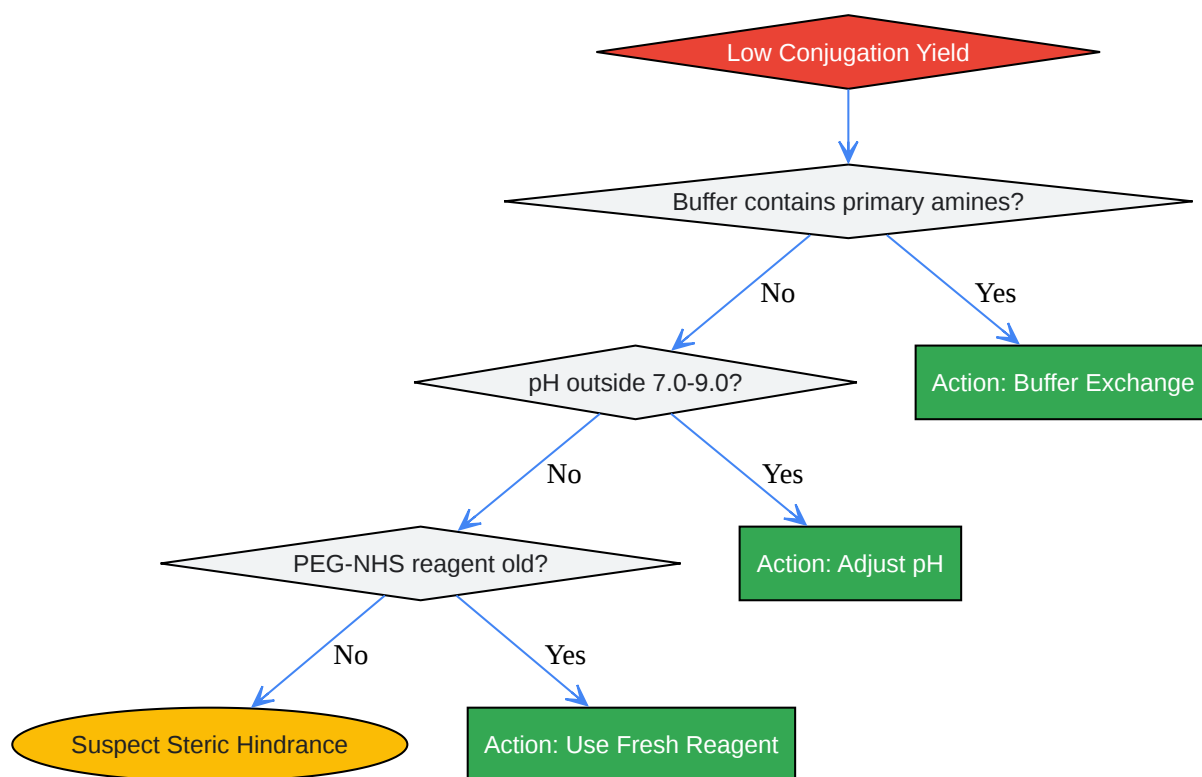 Low Conjugation Yield
Buffer contains primary amines?
No
Yes
pH outside 7.0-9.0?
Action: Buffer Exchange
No
Yes
PEG-NHS reagent old?
Action: Adjust pH
No
Yes
Suspect Steric Hindrance
Action: Use Fresh Reagent